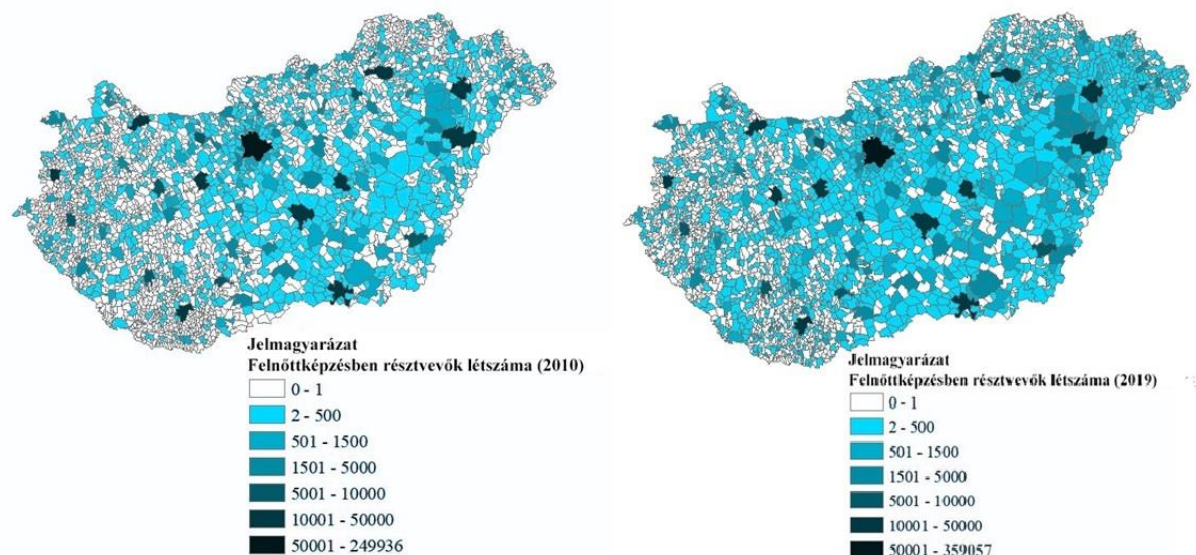 Jelmagyarázat
Felnőttképzésben résztvevők létszáma (2010)
0 - 1
2 - 500
501 - 1500
1501 - 5000
5001 - 10000
10001 - 50000
50001 - 249936
Jelmagyarázat
Felnőttképzésben résztvevők létszáma (2019)
0 - 1
2 - 500
501 - 1500
1501 - 5000
5001 - 10000
10001 - 50000
50001 - 359057